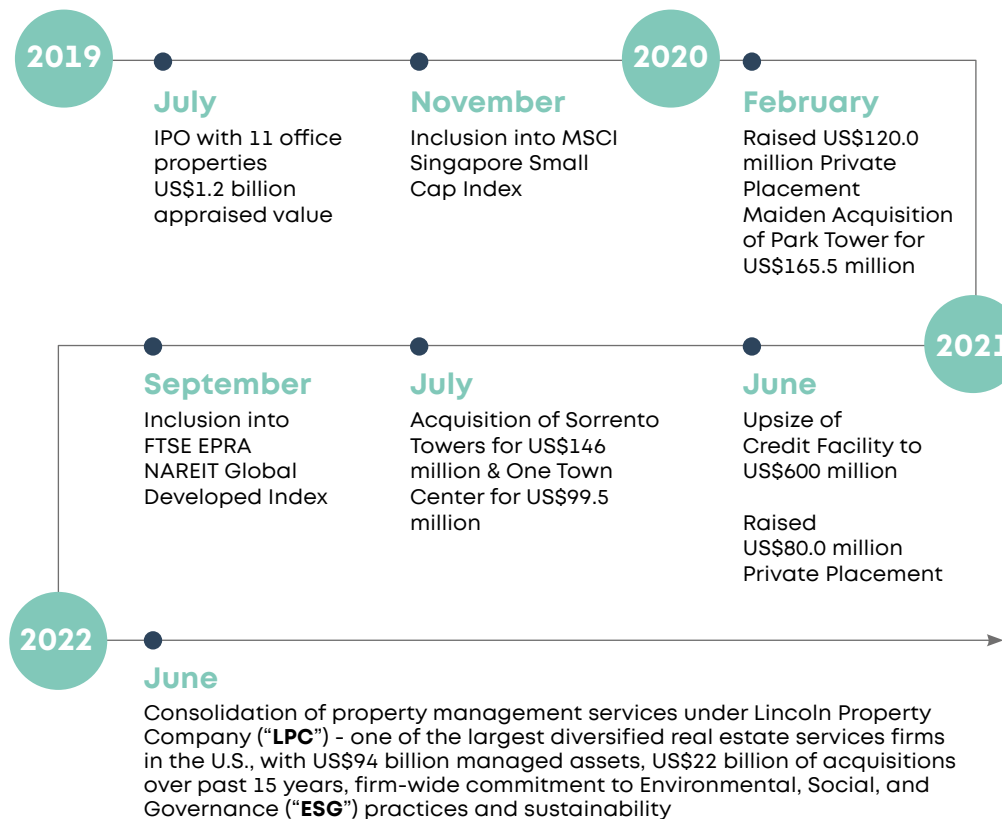 2019
July
IPO with 11 office
properties
US$1.2 billion
appraised value
November
Inclusion into MSCI
Singapore Small
Cap Index
2020
February
Raised US$120.0
million Private
Placement
Maiden Acquisition
of Park Tower for
US$165.5 million
2021
June
Upsize of
Credit Facility to
US$600 million
Raised
US$80.0 million
Private Placement
July
Acquisition of Sorrento
Towers for US$146
million & One Town
Center for US$99.5
million
September
Inclusion into
FTSE EPRA
NAREIT Global
Developed Index
2022
June
Consolidation of property management services under Lincoln Property
Company (“LPC”) - one of the largest diversified real estate services firms
in the U.S., with US$94 billion managed assets, US$22 billion of acquisitions
over past 15 years, firm-wide commitment to Environmental, Social, and
Governance (“ESG”) practices and sustainability